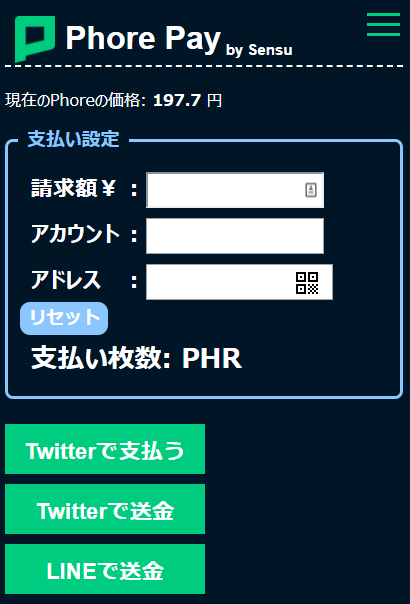 Phore Pay by Sensu
現在のPhoreの価格: 197.7 円
支払い設定
請求額￥ :
アカウント :
アドレス :
リセット
支払い枚数: PHR
Twitterで支払う
Twitterで送金
LINEで送金